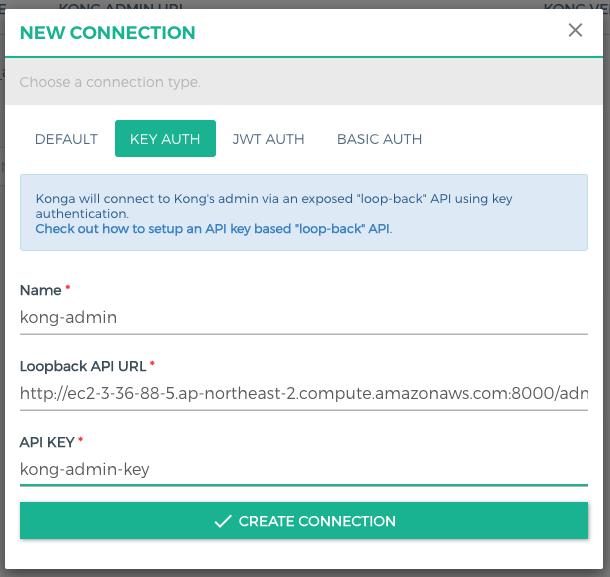 KONG ADMIN URL
NEW CONNECTION
Choose a connection type.
DEFAULT KEY AUTH JWT AUTH BASIC AUTH
Konga will connect to Kong's admin via an exposed "loop-back" API using key
authentication.
Check out how to setup an API key based "loop-back" API.
Name *
kong-admin
Loopback API URL *
http://ec2-3-36-88-5.ap-northeast-2.compute.amazonaws.com:8000/adn
API KEY *
kong-admin-key
CREATE CONNECTION